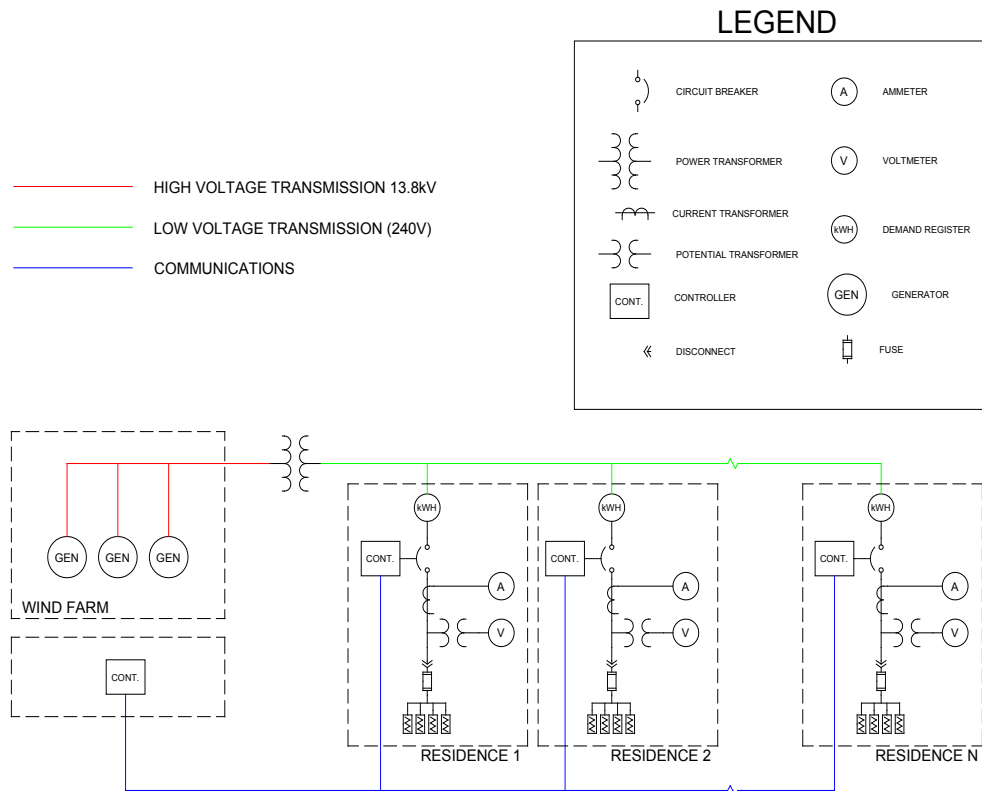 LEGEND
CIRCUIT BREAKER
A
AMMETER
POWER TRANSFORMER
V
VOLTMETER
CURRENT TRANSFORMER
kWH
DEMAND REGISTER
POTENTIAL TRANSFORMER
CONT.
CONTROLLER
GEN
GENERATOR
DISCONNECT
FUSE
HIGH VOLTAGE TRANSMISSION 13.8kV
LOW VOLTAGE TRANSMISSION (240V)
COMMUNICATIONS
GEN
GEN
GEN
WIND FARM
CONT.
kWH
CONT.
A
V
RESIDENCE 1
kWH
CONT.
A
V
RESIDENCE 2
kWH
CONT.
A
V
RESIDENCE N